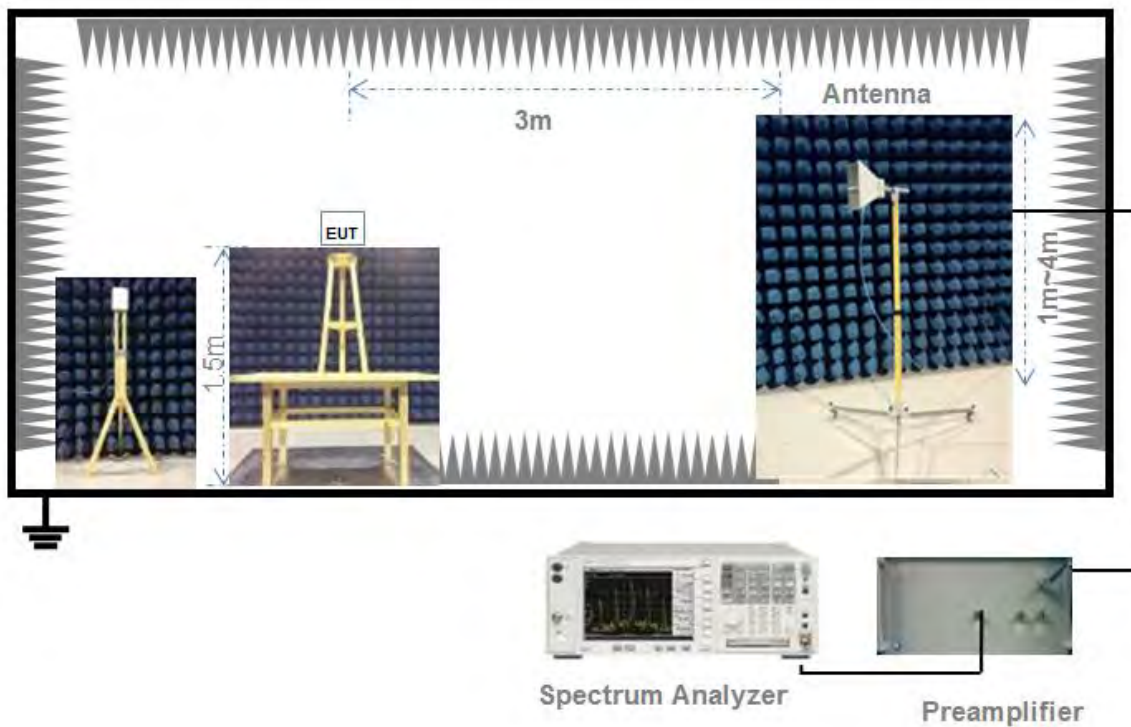 Antenna
3m
EUT
1.5m
1m~4m
Spectrum Analyzer
Preamplifier